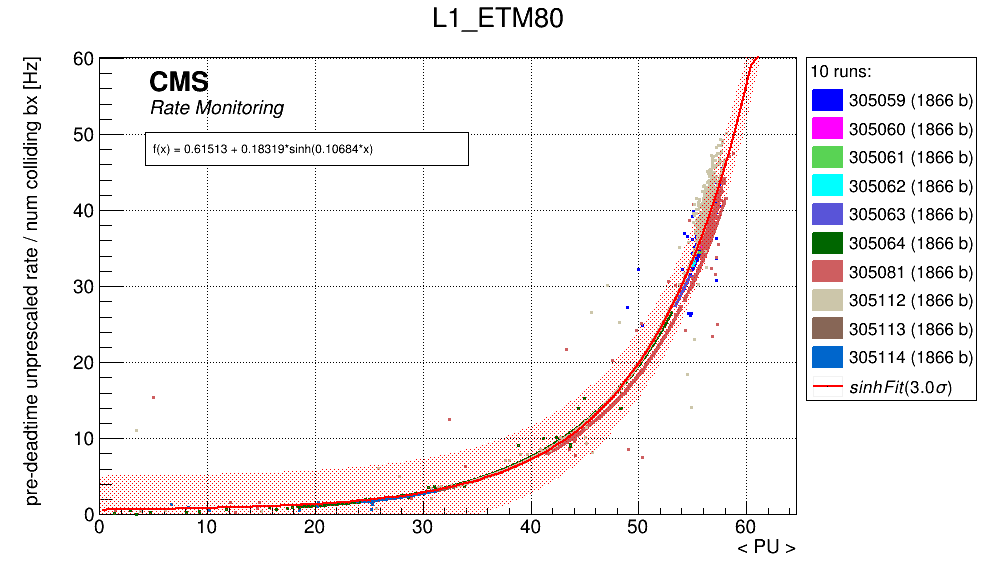 L1_ETM80
pre-deadtime unprescaled rate / num colliding bx [Hz]
60
50
40
30
20
10
0
CMS
Rate Monitoring
f(x) = 0.61513 + 0.18319*sinh(0.10684*x)
0 10 20 30 40 50 60
< PU >
10 runs:
305059 (1866 b)
305060 (1866 b)
305061 (1866 b)
305062 (1866 b)
305063 (1866 b)
305064 (1866 b)
305081 (1866 b)
305112 (1866 b)
305113 (1866 b)
305114 (1866 b)
sinhFit(3.0σ)